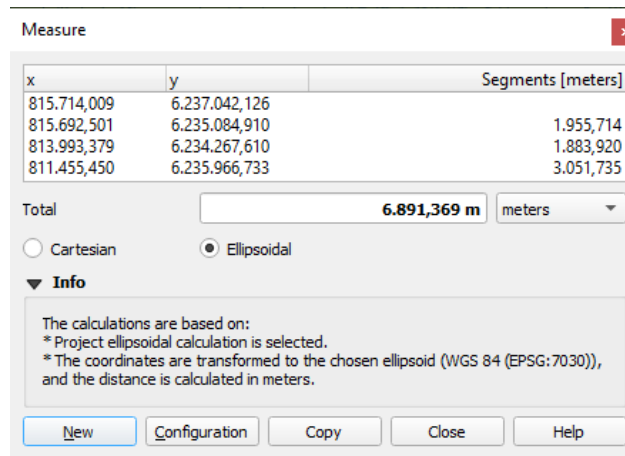 Measure
x y Segments [meters]
815.714,009 6.237.042,126
815.692,501 6.235.084,910 1.955,714
813.993,379 6.234.267,610 1.883,920
811.455,450 6.235.966,733 3.051,735
Total 6.891,369 m meters
Cartesian Ellipsoidal
Info
The calculations are based on:
* Project ellipsoidal calculation is selected.
* The coordinates are transformed to the chosen ellipsoid (WGS 84 (EPSG:7030)),
and the distance is calculated in meters.
New Configuration Copy Close Help